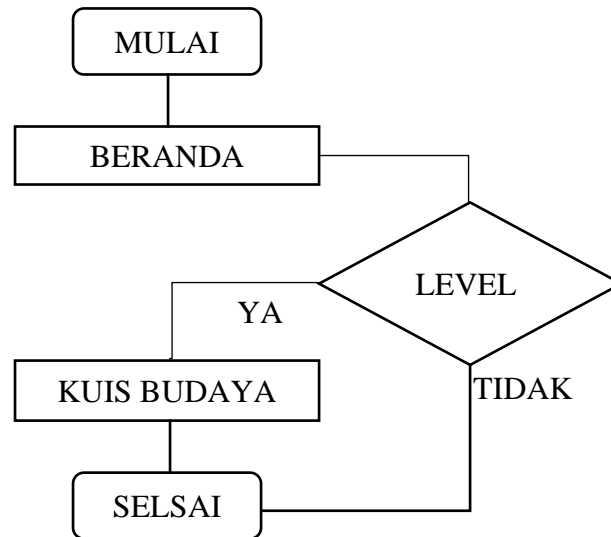 MULAI
BERANDA
LEVEL
YA
KUIS BUDAYA
TIDAK
SELSAI